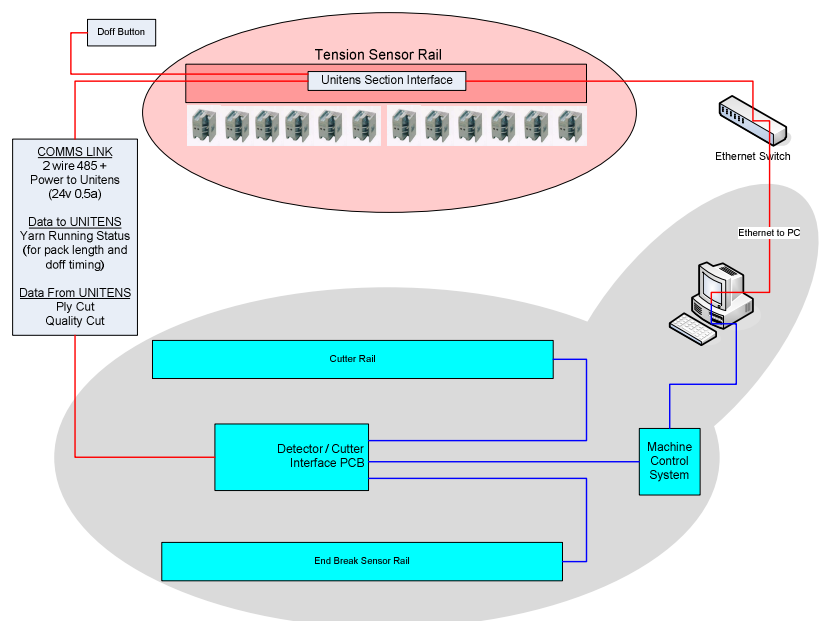 Doff Button
Tension Sensor Rail
Unitens Section Interface
Ethernet Switch
COMMS LINK
2 wire 485 +
Power to Unitens
(24v 0.5a)
Data to UNITENS
Yarn Running Status
(for pack length and
doff timing)
Data From UNITENS
Ply Cut
Quality Cut
Ethernet to PC
Cutter Rail
Detector / Cutter
Interface PCB
Machine
Control
System
End Break Sensor Rail